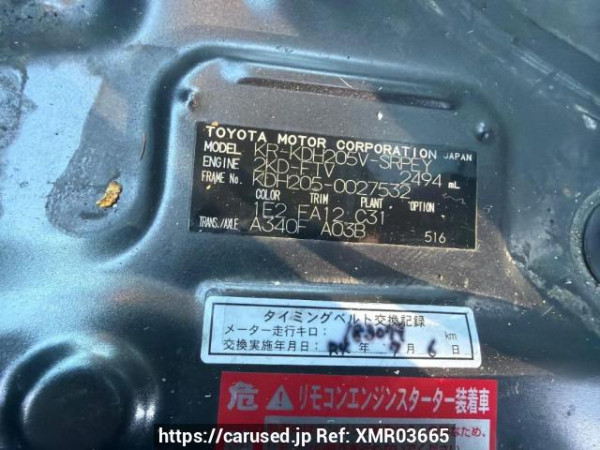 TOYOTA MOTOR CORPORATION JAPAN
MODEL KR-KDH205V-SRPEY
ENGINE 2KD-FTV 2494 mL
FRAME No. KDH205-0027532
COLOR TRIM PLANT OPTION
1E2 FA12 C31
TRANS./AXLE A340F A03B 516
タイミングベルト交換記録
メーター走行キロ: km
交換実施年月日: R4 年 7 月 6 日
危 リモコンエンジンスターター装着車
https://carused.jp Ref: XMR03665